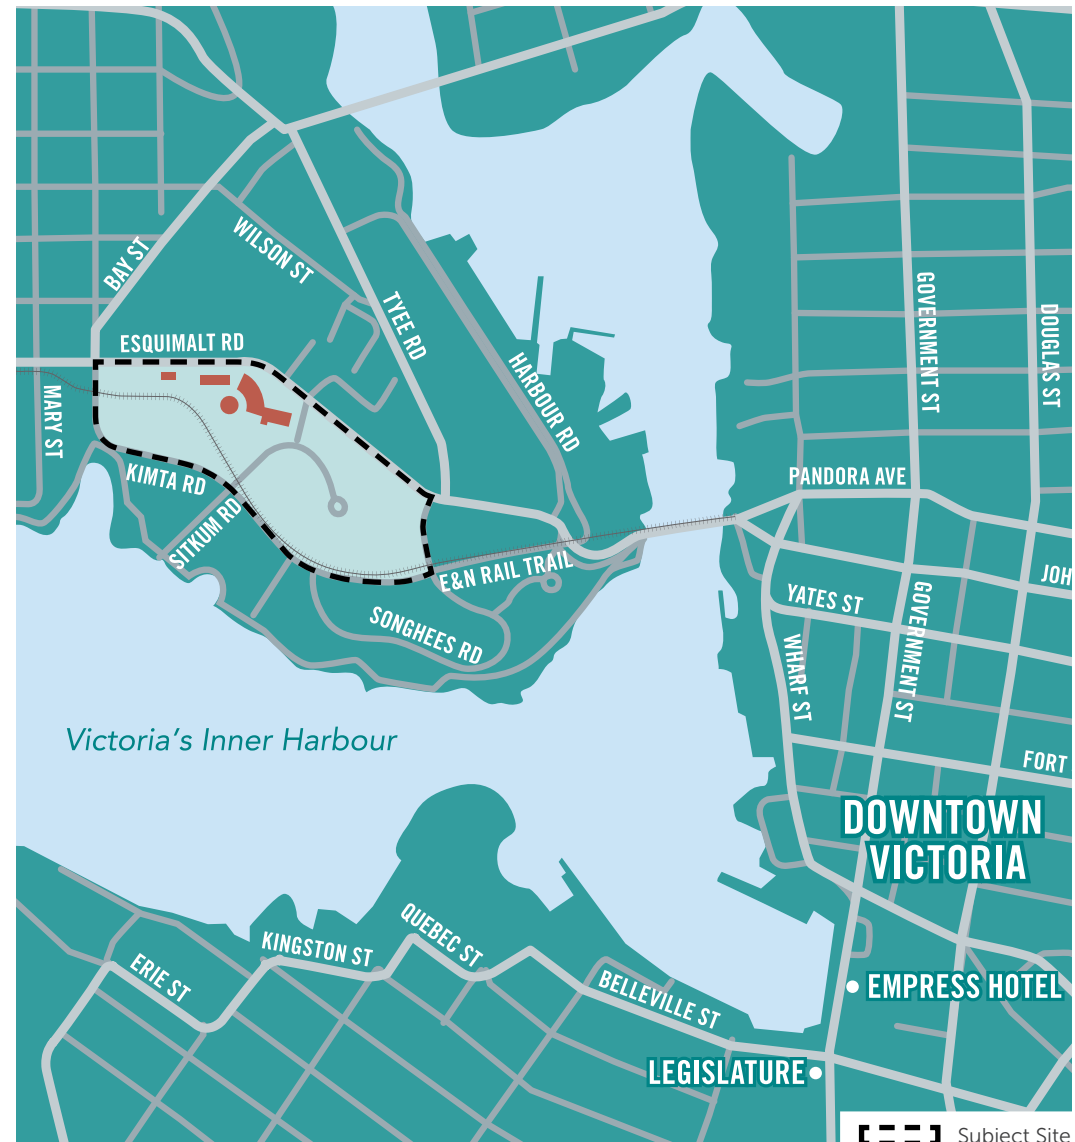 WILSON ST
BAY ST
TYEE RD
GOVERNMENT ST
DOUGLAS ST
ESQUIMALT RD
HARBOUR RD
MARY ST
KIMTA RD
PANDORA AVE
SITKUM RD
E&N RAIL TRAIL
JOH
YATES ST
GOVERNMENT ST
SONGHEES RD
WHARF ST
Victoria's Inner Harbour
FORT
DOWNTOWN
VICTORIA
QUEBEC ST
KINGSTON ST
ERIE ST
BELLEVILLE ST
EMPRESS HOTEL
LEGISLATURE
Subject Site